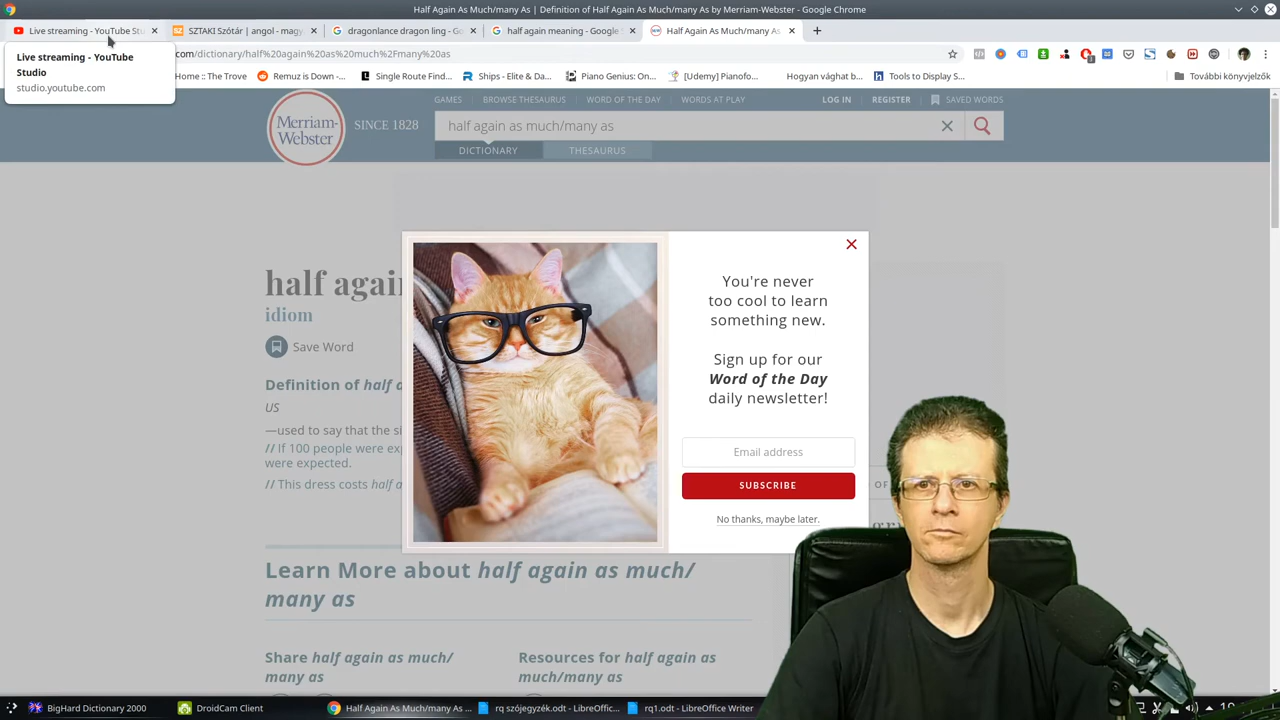 Half Again As Much/many As | Definition of Half Again As Much/many As by Merriam-Webster - Google Chrome
Live streaming - YouTube Stu
SZTAKI Szótár | angol - magy
dragonlance dragon ling - Go
half again meaning - Google
Half Again As Much/many As
Live streaming - YouTube
Studio
studio.youtube.com
com/dictionary/half%20again%20as%20much%2Fmany%20as
Home :: The Trove
Remuz is Down -...
Single Route Find...
Ships - Elite & Da...
Piano Genius: On...
[Udemy] Pianofo...
Hogyan vághat b...
Tools to Display S...
További könyvjelzők
Merriam-
Webster
SINCE 1828
GAMES
BROWSE THESAURUS
WORD OF THE DAY
WORDS AT PLAY
LOG IN
REGISTER
SAVED WORDS
half again as much/many as
DICTIONARY
THESAURUS
half again
idiom
Save Word
Definition of half a
US
—used to say that the si
// If 100 people were exp
were expected.
// This dress costs half a
You're never
too cool to learn
something new.
Sign up for our
Word of the Day
daily newsletter!
Email address
SUBSCRIBE
No thanks, maybe later.
Learn More about half again as much/
many as
Share half again as much/
many as
Resources for half again as
much/many as
BigHard Dictionary 2000
DroidCam Client
Half Again As Much/many As ...
rq szójegyzék.odt - LibreOffic...
rq1.odt - LibreOffice Writer